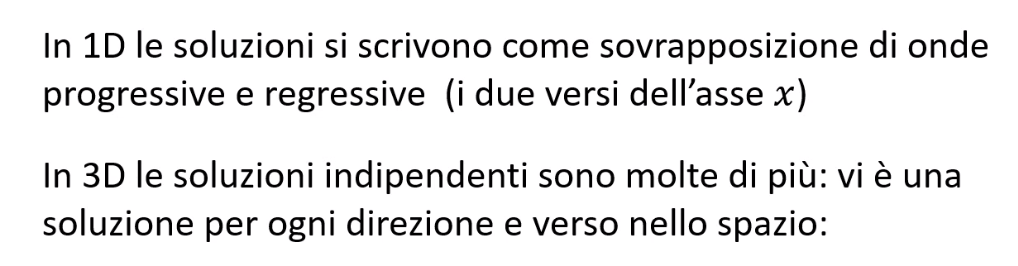 In 1D le soluzioni si scrivono come sovrapposizione di onde
progressive e regressive (i due versi dell’asse x)
In 3D le soluzioni indipendenti sono molte di più: vi è una
soluzione per ogni direzione e verso nello spazio: